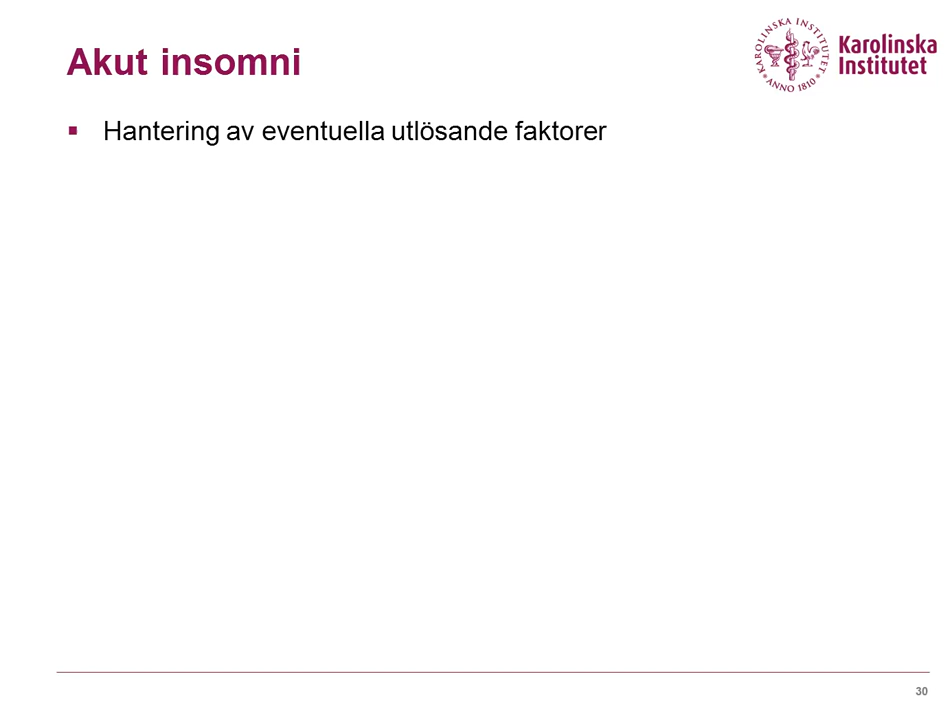 Akut insomni
KAROLINSKA INSTITUTET
ANNO 1810
Karolinska
Institutet
Hantering av eventuella utlösande faktorer
30